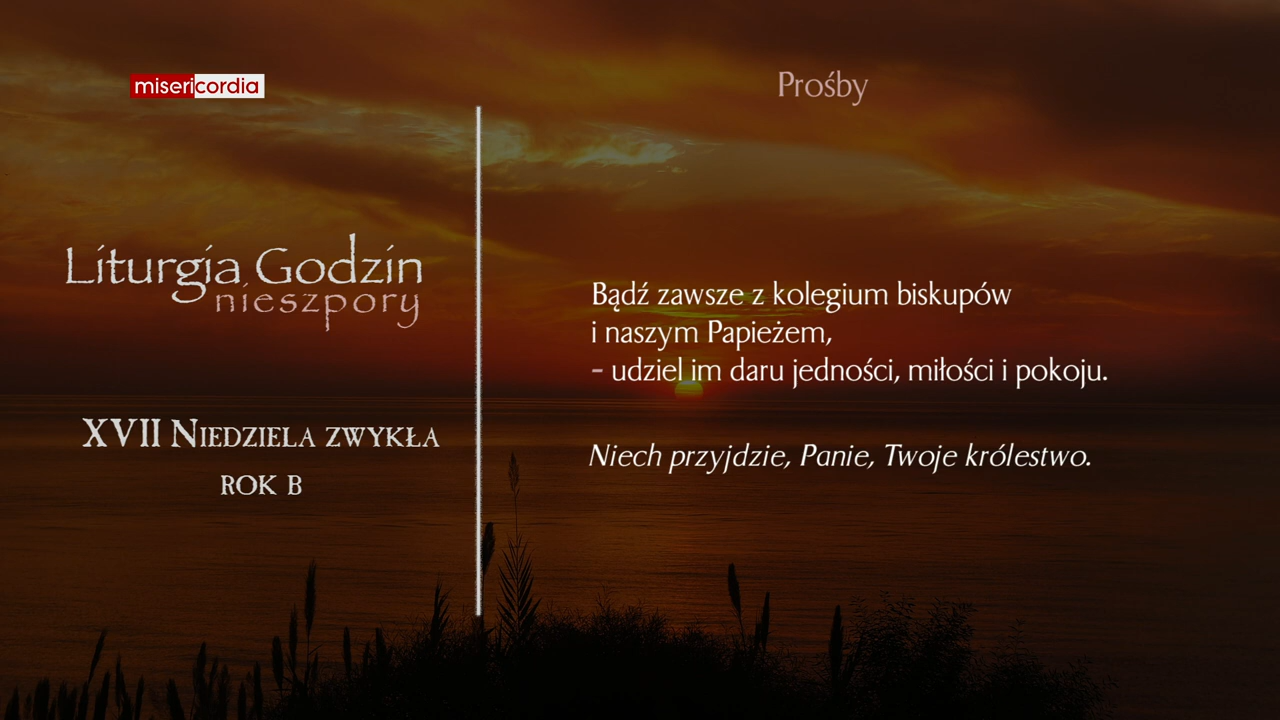 misericordia
Liturgia Godzin
nieszpory
XVII Niedziela zwykła
rok B
Prośby
Bądź zawsze z kolegium biskupów
i naszym Papieżem,
- udziel im daru jedności, miłości i pokoju.
Niech przyjdzie, Panie, Twoje królestwo.